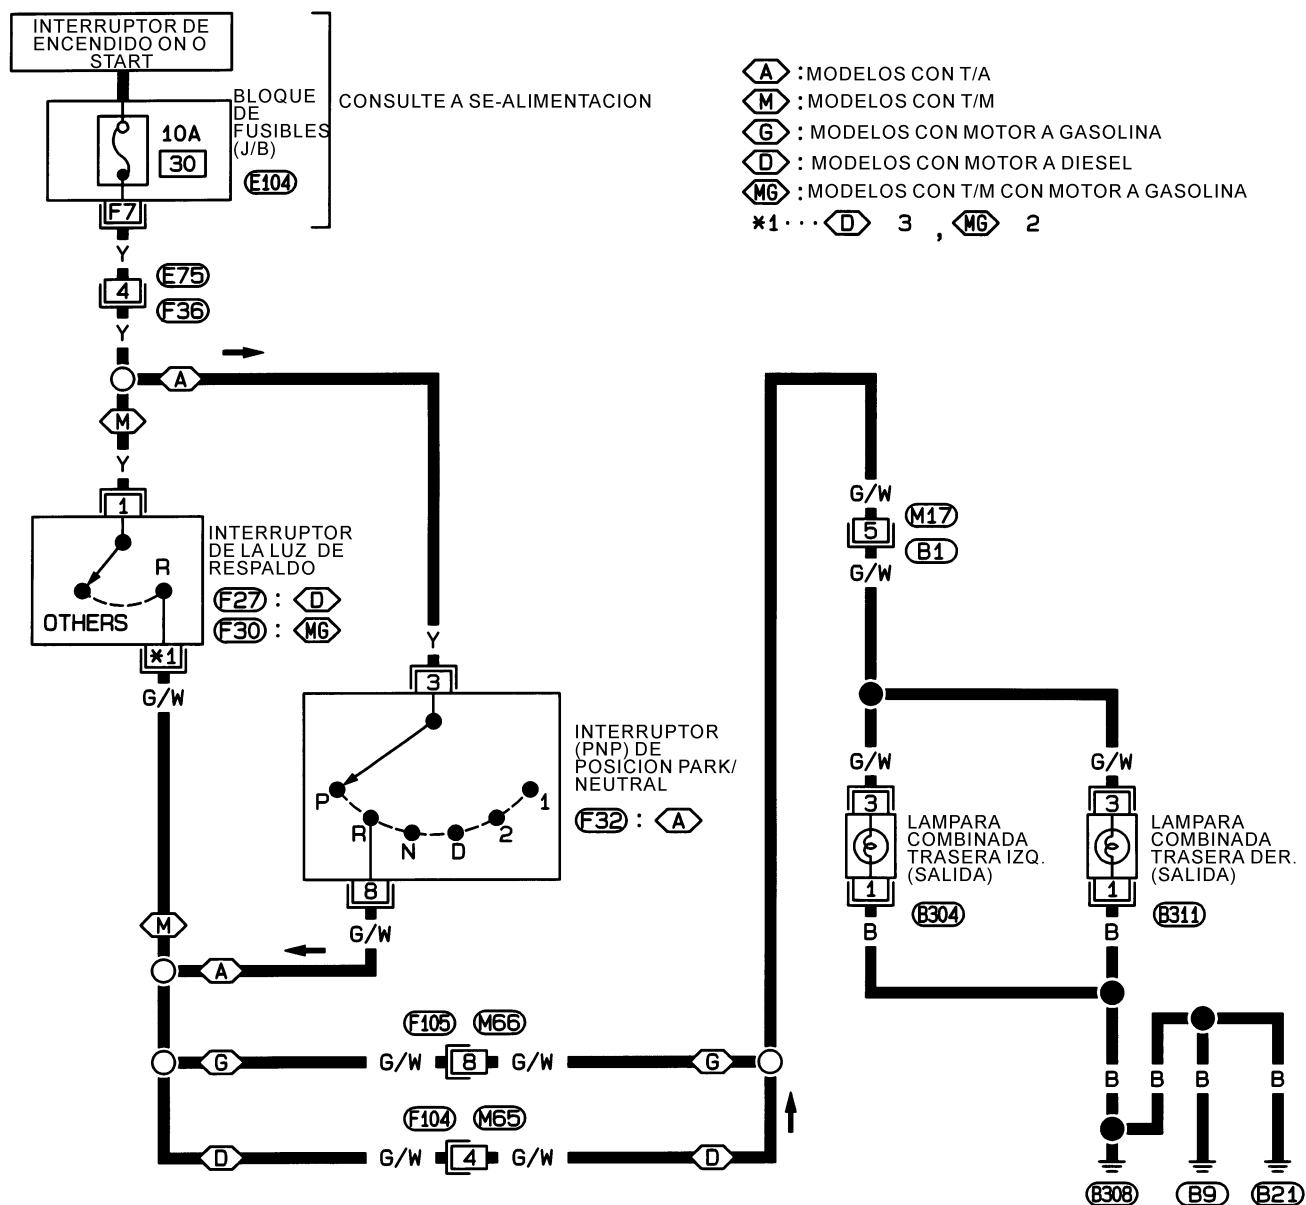 INTERRUPTOR DE
ENCENDIDO ON O
START
BLOQUE
DE
FUSIBLES
(J/B)
E104
10A
30
F7
CONSULTE A SE-ALIMENTACION
A : MODELOS CON T/A
M : MODELOS CON T/M
G : MODELOS CON MOTOR A GASOLINA
D : MODELOS CON MOTOR A DIESEL
MG : MODELOS CON T/M CON MOTOR A GASOLINA
*1··· D 3 , MG 2
Y
4
E75
F36
Y
A
M
Y
1
INTERRUPTOR
DE LA LUZ DE
RESPALDO
F27 : D
F30 : MG
R
OTHERS
*1
G/W
Y
3
INTERRUPTOR
(PNP) DE
POSICION PARK/
NEUTRAL
F32 : A
P
R
N
D
2
1
8
G/W
M
A
F105 M66
G G/W 8 G/W G
F104 M65
D G/W 4 G/W D
G/W
5
M17
B1
G/W
G/W
G/W
3
3
LAMPARA
COMBINADA
TRASERA IZQ.
(SALIDA)
B304
LAMPARA
COMBINADA
TRASERA DER.
(SALIDA)
B311
1
1
B
B
B B B B
B308 B9 B21